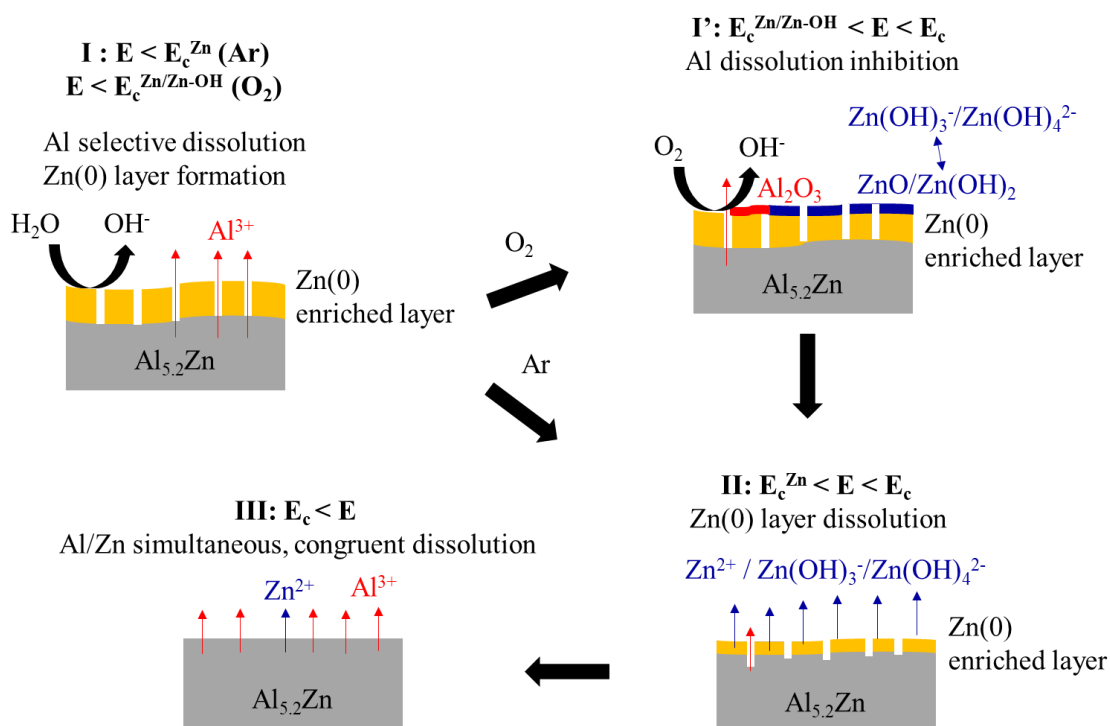 I : E < E_c^Zn (Ar)
E < E_c^Zn/Zn-OH (O₂)
Al selective dissolution
Zn(0) layer formation
H₂O
OH⁻
Al³⁺
Zn(0)
enriched layer
Al₅.₂Zn
O₂
Ar
I’: E_c^Zn/Zn-OH < E < E_c
Al dissolution inhibition
Zn(OH)₃⁻/Zn(OH)₄²⁻
O₂
OH⁻
Al₂O₃
ZnO/Zn(OH)₂
Zn(0)
enriched layer
Al₅.₂Zn
II: E_c^Zn < E < E_c
Zn(0) layer dissolution
Zn²⁺ / Zn(OH)₃⁻/Zn(OH)₄²⁻
Zn(0)
enriched layer
Al₅.₂Zn
III: E_c < E
Al/Zn simultaneous, congruent dissolution
Zn²⁺
Al³⁺
Al₅.₂Zn